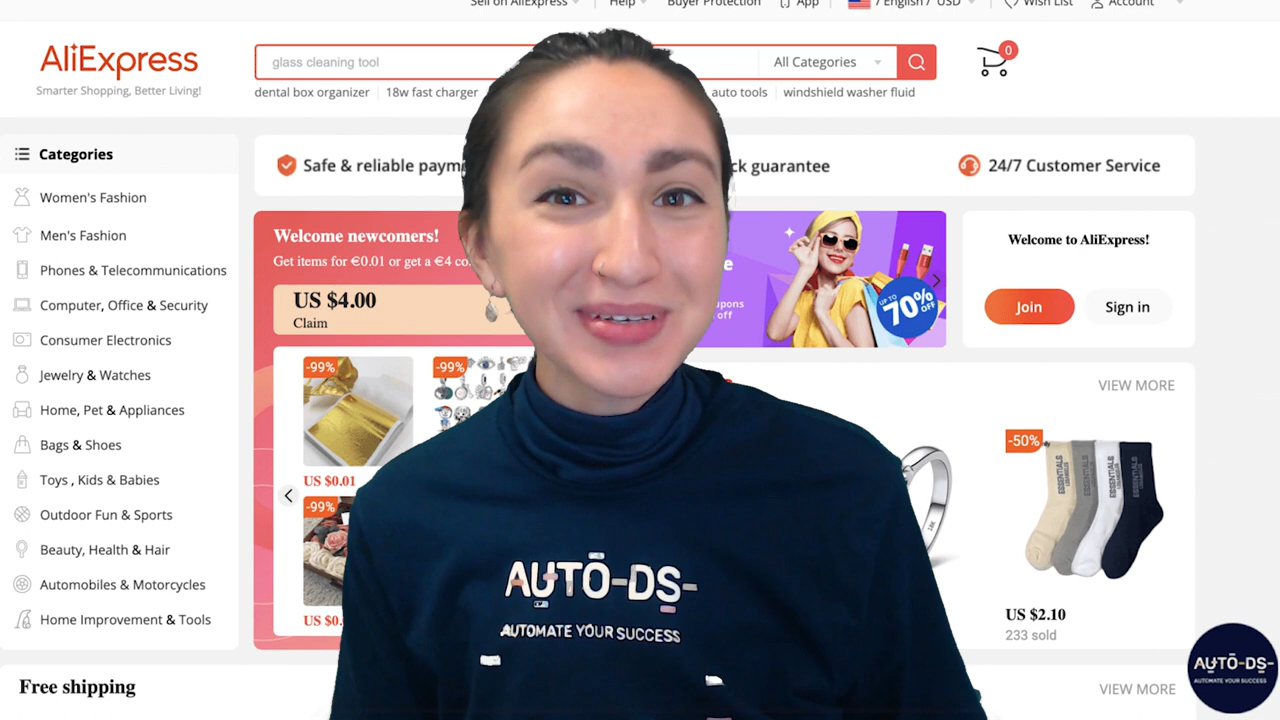 Sell on AliExpress
Help
Buyer Protection
App
/ English / USD
Wish List
Account
AliExpress
Smarter Shopping, Better Living!
glass cleaning tool
All Categories
0
dental box organizer
18w fast charger
auto tools
windshield washer fluid
Categories
Women's Fashion
Men's Fashion
Phones & Telecommunications
Computer, Office & Security
Consumer Electronics
Jewelry & Watches
Home, Pet & Appliances
Bags & Shoes
Toys , Kids & Babies
Outdoor Fun & Sports
Beauty, Health & Hair
Automobiles & Motorcycles
Home Improvement & Tools
Safe & reliable
guarantee
24/7 Customer Service
Welcome newcomers!
Get items for €0.01 or get a €4
US $4.00
Claim
-99%
-99%
US $0.01
-99%
off
UP TO
70%
OFF
Welcome to AliExpress!
Join
Sign in
VIEW MORE
-50%
ESSENTIALS
ESSENTIALS
ESSENTIALS
ESSENTIALS
18K
US $2.10
233 sold
AUTO-DS-
AUTOMATE YOUR SUCCESS
AUTO-DS-
AUTOMATE YOUR SUCCESS
Free shipping
VIEW MORE